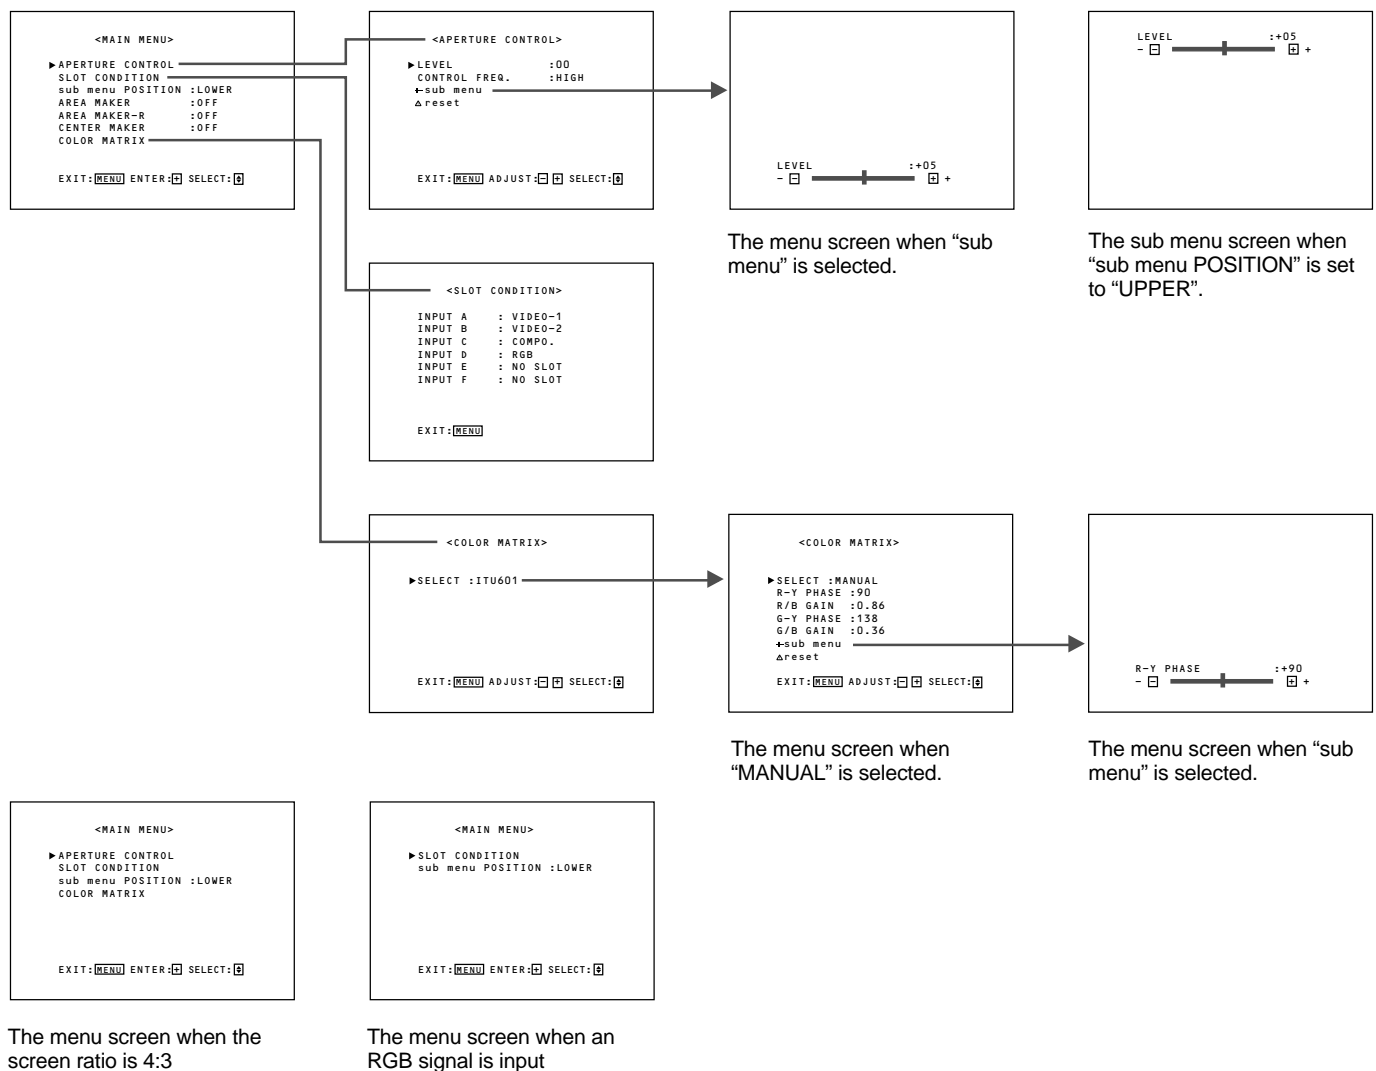 <MAIN MENU>
▶APERTURE CONTROL
SLOT CONDITION
sub menu POSITION :LOWER
AREA MAKER :OFF
AREA MAKER-R :OFF
CENTER MAKER :OFF
COLOR MATRIX
EXIT:MENU ENTER:+ SELECT:
<APERTURE CONTROL>
▶LEVEL :00
CONTROL FREQ. :HIGH
+sub menu
△reset
EXIT:MENU ADJUST:- + SELECT:
LEVEL :+05
- - + +
The menu screen when “sub
menu” is selected.
LEVEL :+05
- - + +
The sub menu screen when
“sub menu POSITION” is set
to “UPPER”.
<SLOT CONDITION>
INPUT A : VIDEO-1
INPUT B : VIDEO-2
INPUT C : COMPO.
INPUT D : RGB
INPUT E : NO SLOT
INPUT F : NO SLOT
EXIT:MENU
<COLOR MATRIX>
▶SELECT :ITU601
EXIT:MENU ADJUST:- + SELECT:
<COLOR MATRIX>
▶SELECT :MANUAL
R-Y PHASE :90
R/B GAIN :0.86
G-Y PHASE :138
G/B GAIN :0.36
+sub menu
△reset
EXIT:MENU ADJUST:- + SELECT:
The menu screen when
“MANUAL” is selected.
R-Y PHASE :+90
- - + +
The menu screen when “sub
menu” is selected.
<MAIN MENU>
▶APERTURE CONTROL
SLOT CONDITION
sub menu POSITION :LOWER
COLOR MATRIX
EXIT:MENU ENTER:+ SELECT:
The menu screen when the
screen ratio is 4:3
<MAIN MENU>
▶SLOT CONDITION
sub menu POSITION :LOWER
EXIT:MENU ENTER:+ SELECT:
The menu screen when an
RGB signal is input